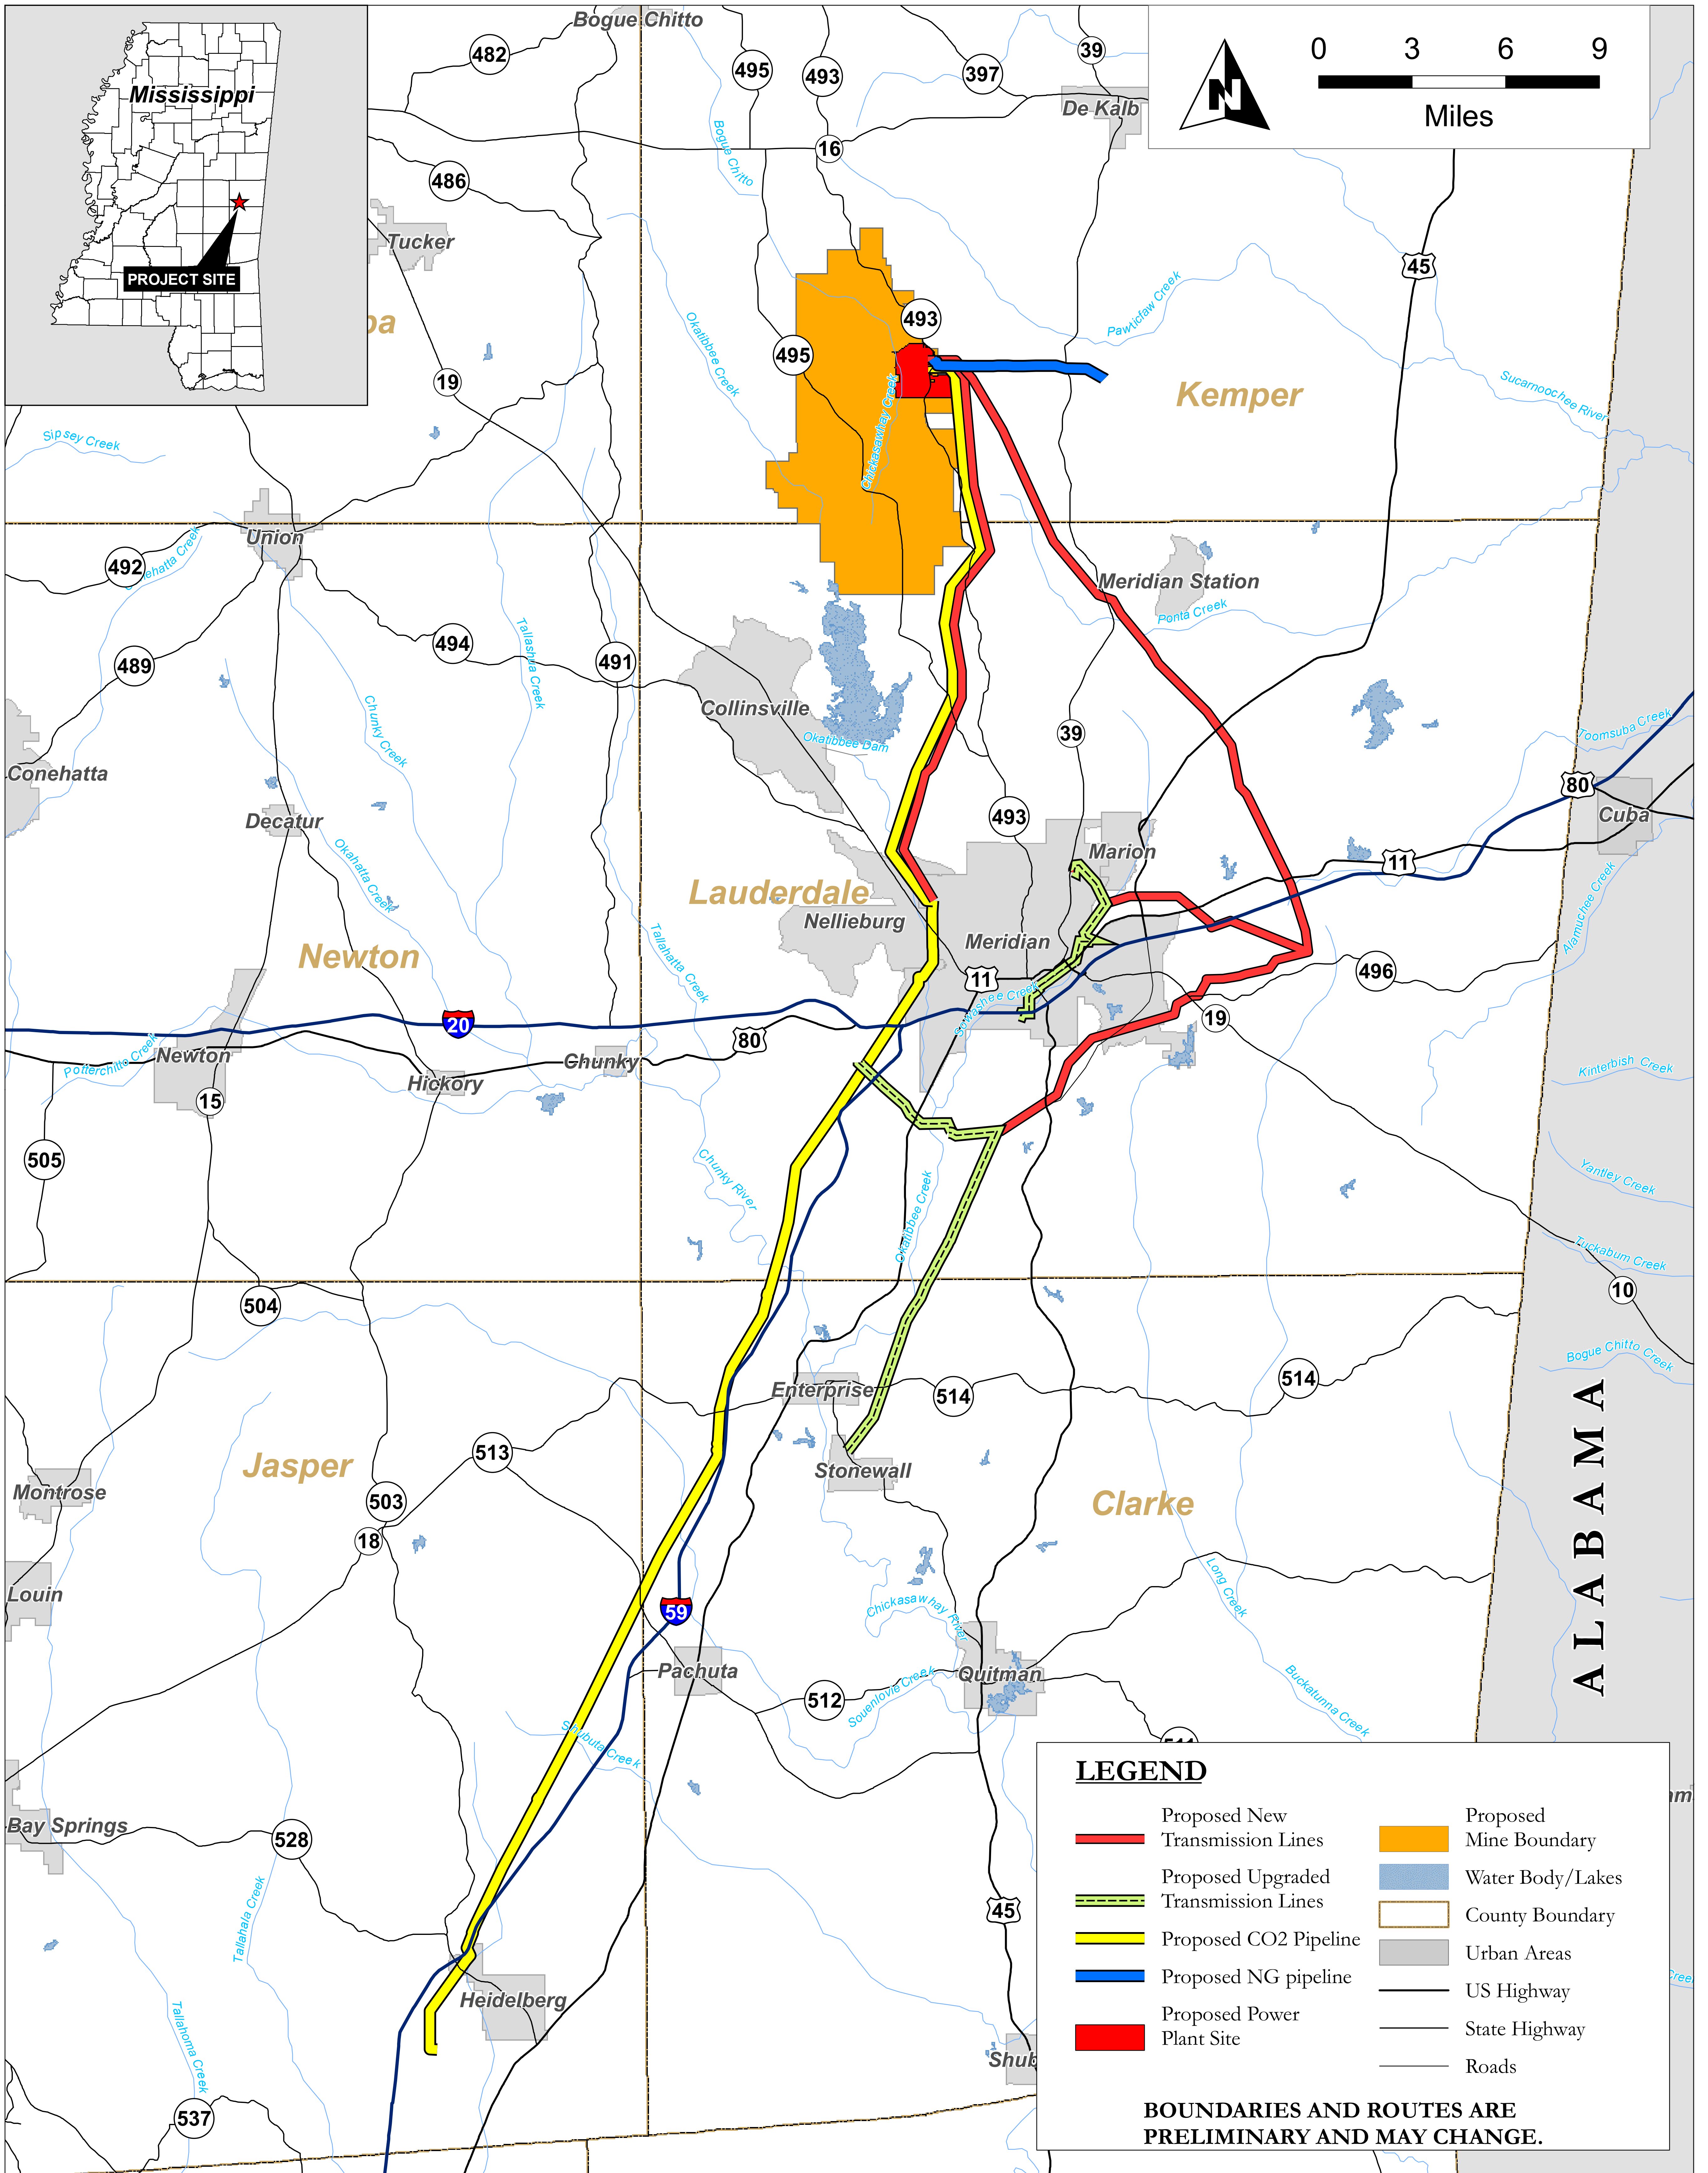 Mississippi
PROJECT SITE
0 3 6 9
Miles
N
Bogue Chitto
482
495
493
397
39
De Kalb
Bogue Chitto
16
486
Tucker
45
19
Okatibbee Creek
493
495
Pawticfaw Creek
Kemper
Sucarnoochee River
Chickasawhay Creek
Sipsey Creek
Union
492
489
494
491
Tallashua Creek
Chunky Creek
Meridian Station
Ponta Creek
Collinsville
Okatibbee Dam
39
Toomsuba Creek
Conehatta
80
Cuba
Decatur
493
Okahatta Creek
Marion
11
Lauderdale
Nellieburg
Alamuchee Creek
Newton
Tallahatta Creek
Meridian
11
496
Sowashee Creek
20
19
80
Potterchitto Creek
Newton
Chunky
Kinterbish Creek
Hickory
15
505
Chunky River
Okatibbee Creek
Yantley Creek
Tuckabum Creek
10
504
Bogue Chitto Creek
Enterprise
514
514
ALABAMA
513
Jasper
Stonewall
Montrose
503
Clarke
18
Louin
Long Creek
59
Chickasawhay River
Pachuta
Quitman
512
Souenlovie Creek
Buckatunna Creek
Shubuta Creek
Bay Springs
528
45
Tallahala Creek
Heidelberg
Tallahoma Creek
Shub
537
LEGEND
Proposed New
Transmission Lines
Proposed Upgraded
Transmission Lines
Proposed CO2 Pipeline
Proposed NG pipeline
Proposed Power
Plant Site
Proposed
Mine Boundary
Water Body/Lakes
County Boundary
Urban Areas
US Highway
State Highway
Roads
BOUNDARIES AND ROUTES ARE
PRELIMINARY AND MAY CHANGE.